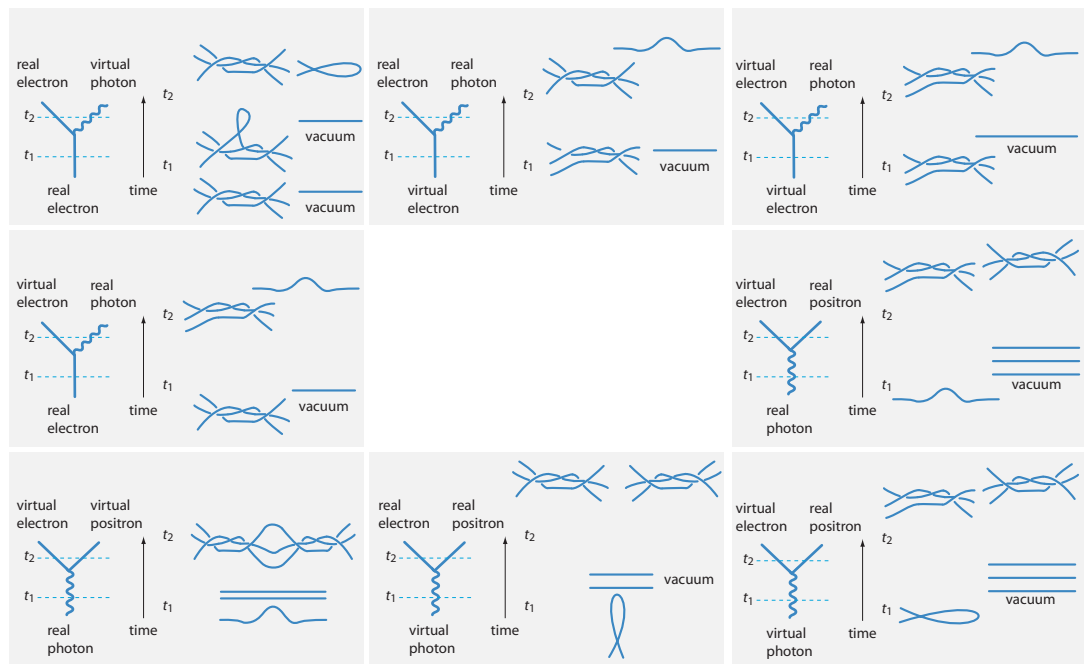 real virtual
electron photon
t2
t2
vacuum
t1
t1
real
electron
time
vacuum
real real
electron photon
t2
t2
t1
t1
vacuum
virtual
electron
time
virtual real
electron photon
t2
t2
vacuum
t1
t1
virtual
electron
time
virtual real
electron photon
t2
t2
t1
t1
vacuum
real
electron
time
virtual real
electron positron
t2
t2
t1
t1
vacuum
real
photon
time
virtual virtual
electron positron
t2
t2
t1
t1
real
photon
time
real real
electron positron
t2
t2
vacuum
t1
t1
virtual
photon
time
virtual real
electron positron
t2
t2
vacuum
t1
t1
virtual
photon
time